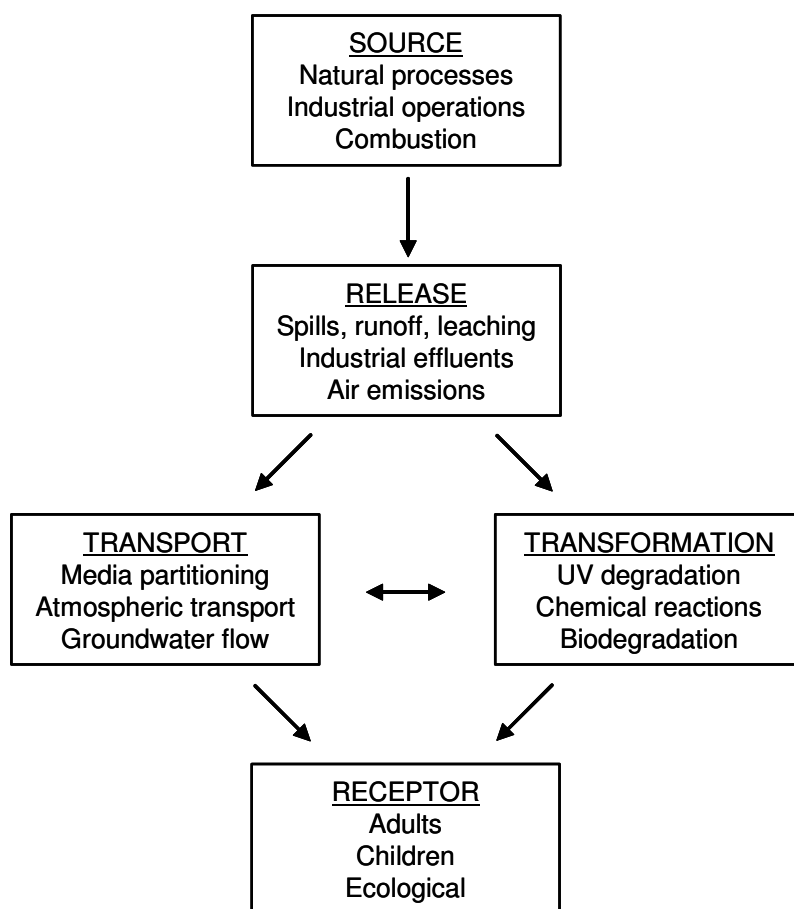 SOURCE
Natural processes
Industrial operations
Combustion
RELEASE
Spills, runoff, leaching
Industrial effluents
Air emissions
TRANSPORT
Media partitioning
Atmospheric transport
Groundwater flow
TRANSFORMATION
UV degradation
Chemical reactions
Biodegradation
RECEPTOR
Adults
Children
Ecological